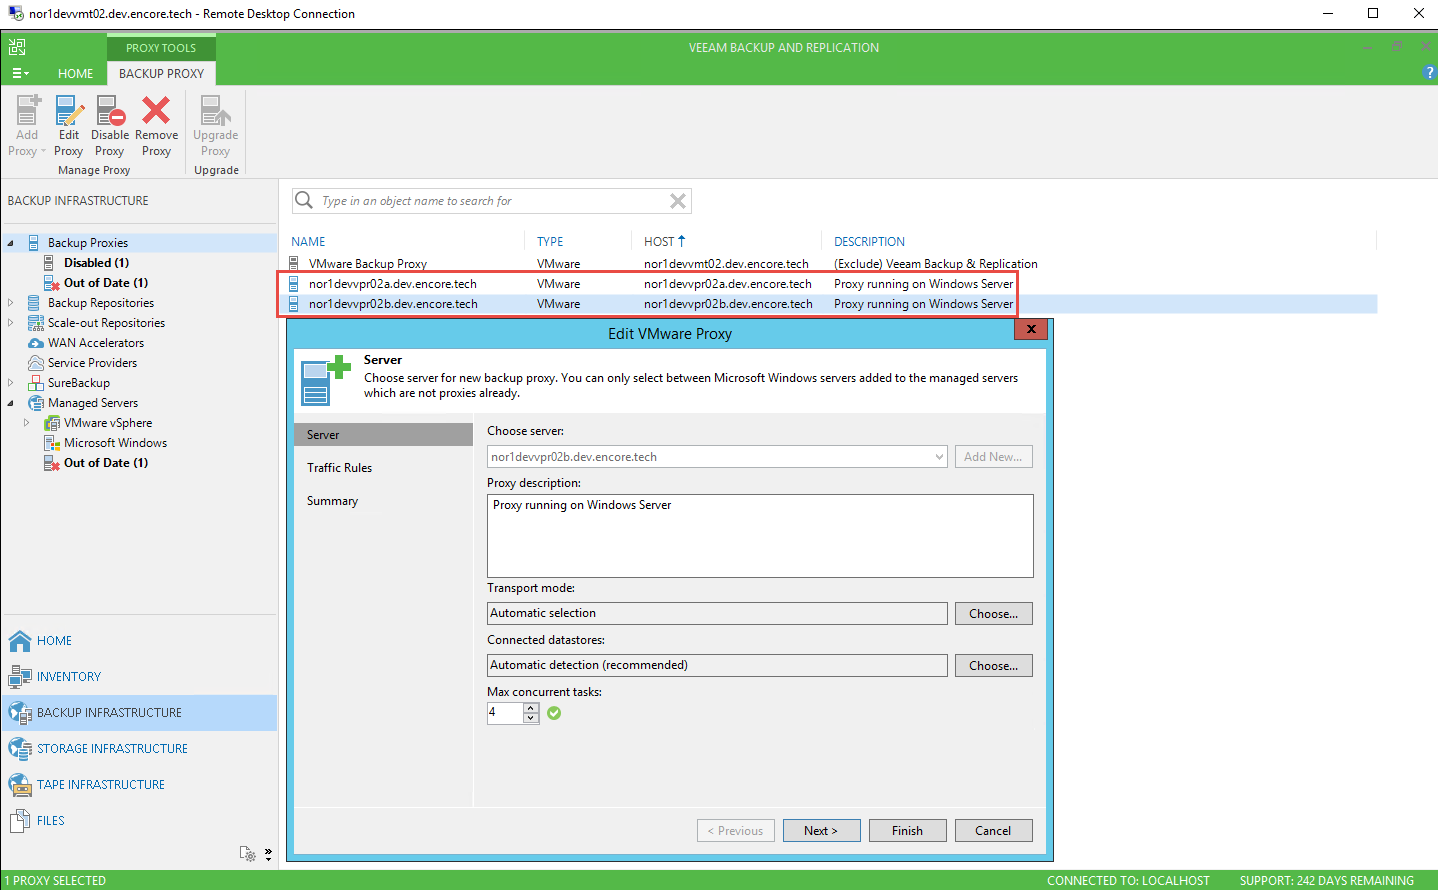 nor1devvmt02.dev.encore.tech - Remote Desktop Connection
PROXY TOOLS
VEEAM BACKUP AND REPLICATION
HOME
BACKUP PROXY
?
Add Proxy
Edit Proxy
Disable Proxy
Remove Proxy
Upgrade Proxy
Manage Proxy
Upgrade
BACKUP INFRASTRUCTURE
Backup Proxies
Disabled (1)
Out of Date (1)
Backup Repositories
Scale-out Repositories
WAN Accelerators
Service Providers
SureBackup
Managed Servers
VMware vSphere
Microsoft Windows
Out of Date (1)
HOME
INVENTORY
BACKUP INFRASTRUCTURE
STORAGE INFRASTRUCTURE
TAPE INFRASTRUCTURE
FILES
Type in an object name to search for
NAME TYPE HOST DESCRIPTION
VMware Backup Proxy VMware nor1devvmt02.dev.encore.tech (Exclude) Veeam Backup & Replication
nor1devvpr02a.dev.encore.tech VMware nor1devvpr02a.dev.encore.tech Proxy running on Windows Server
nor1devvpr02b.dev.encore.tech VMware nor1devvpr02b.dev.encore.tech Proxy running on Windows Server
Edit VMware Proxy
x
Server
Choose server for new backup proxy. You can only select between Microsoft Windows servers added to the managed servers
which are not proxies already.
Server
Traffic Rules
Summary
Choose server:
nor1devvpr02b.dev.encore.tech
Add New...
Proxy description:
Proxy running on Windows Server
Transport mode:
Automatic selection
Choose...
Connected datastores:
Automatic detection (recommended)
Choose...
Max concurrent tasks:
4
< Previous
Next >
Finish
Cancel
1 PROXY SELECTED
CONNECTED TO: LOCALHOST
SUPPORT: 242 DAYS REMAINING